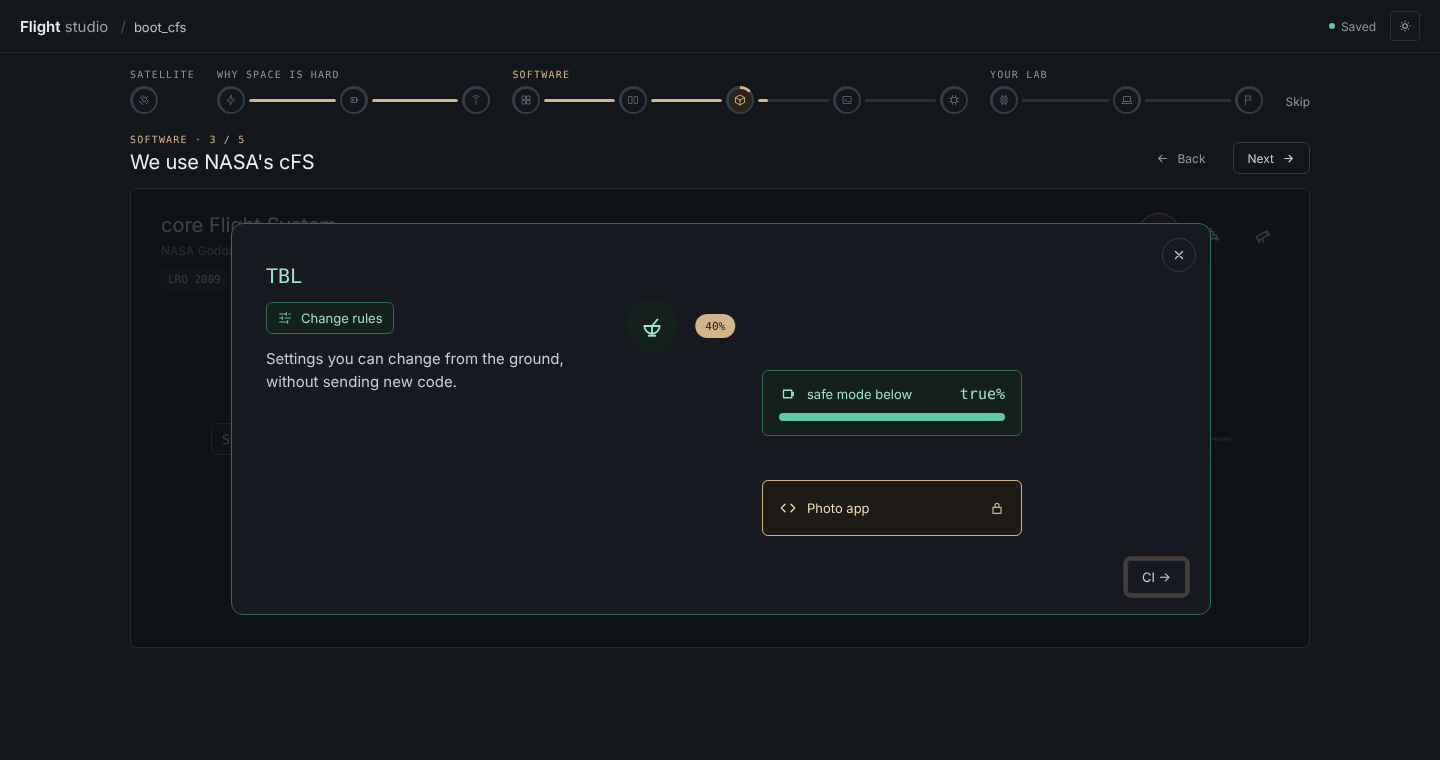 Flight studio / boot_cfs
Saved
SATELLITE
WHY SPACE IS HARD
SOFTWARE
YOUR LAB
Skip
SOFTWARE · 3 / 5
We use NASA's cFS
← Back
Next →
core Flight System
NASA Godda
LRO 2009
S
TBL
Change rules
Settings you can change from the ground,
without sending new code.
40%
safe mode below
true%
Photo app
CI →